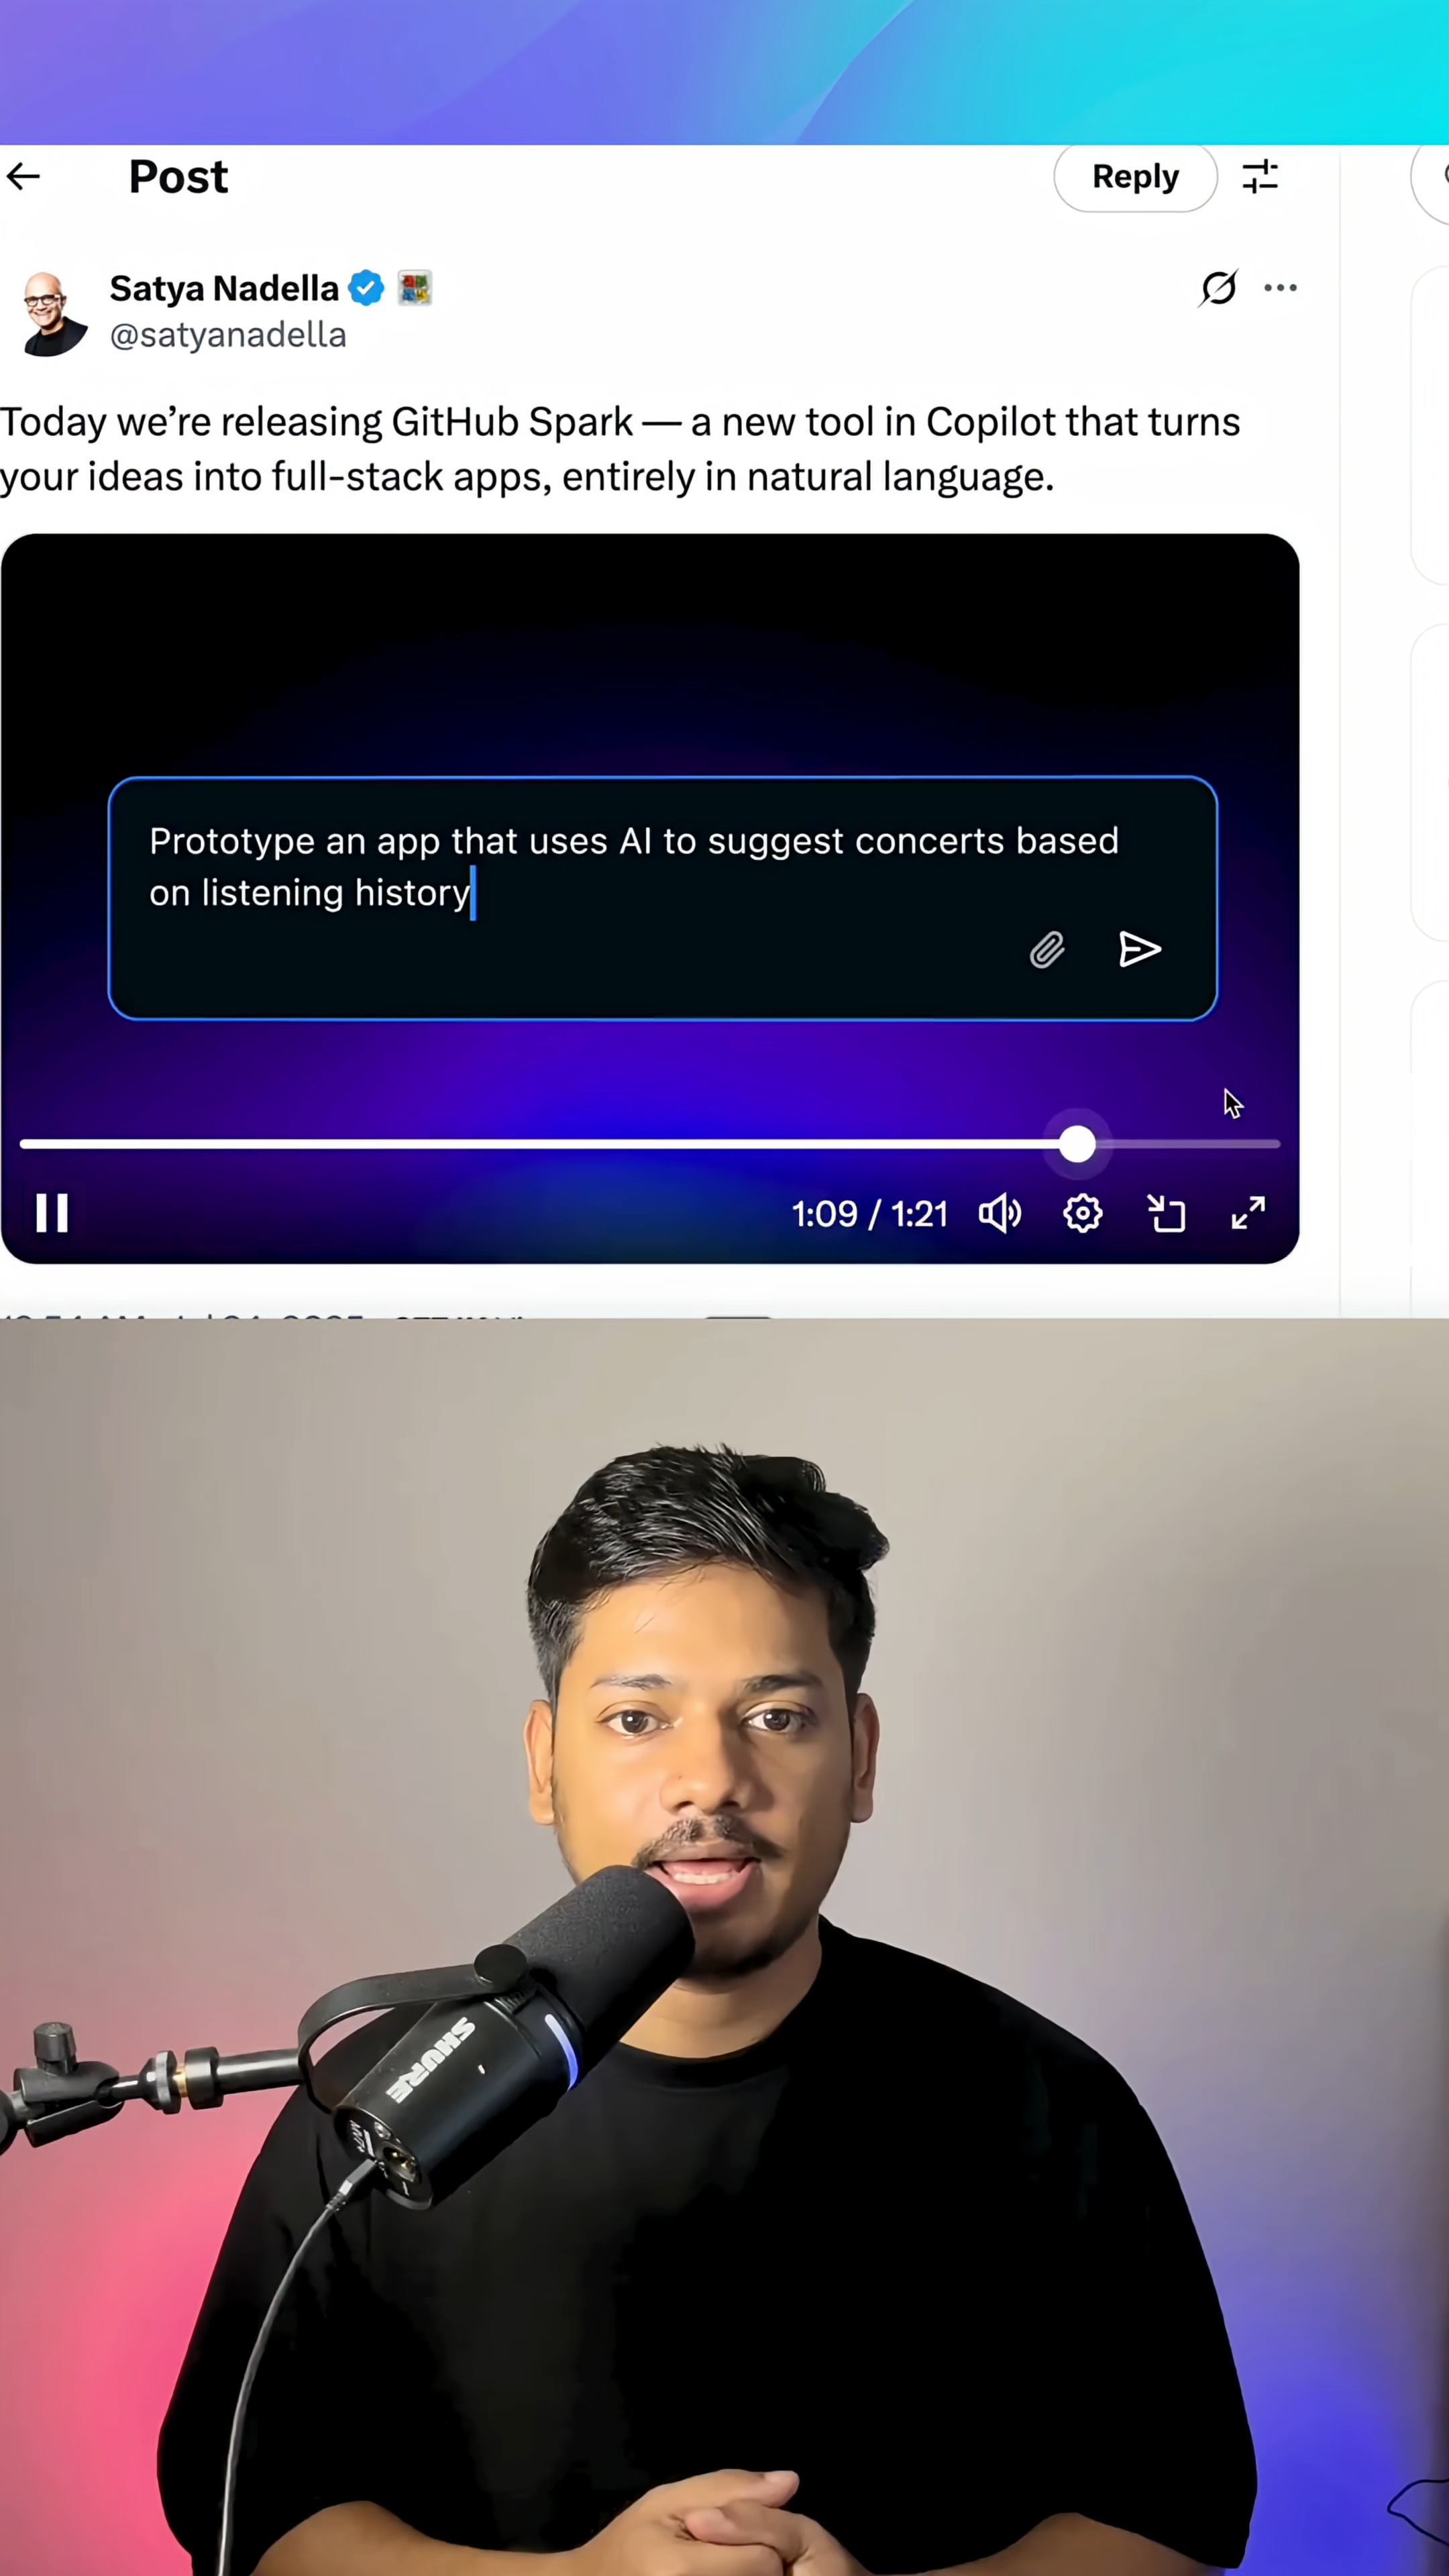 Post
Reply
Satya Nadella
@satyanadella
Today we’re releasing GitHub Spark — a new tool in Copilot that turns
your ideas into full-stack apps, entirely in natural language.
Prototype an app that uses AI to suggest concerts based
on listening history
1:09 / 1:21
SHURE